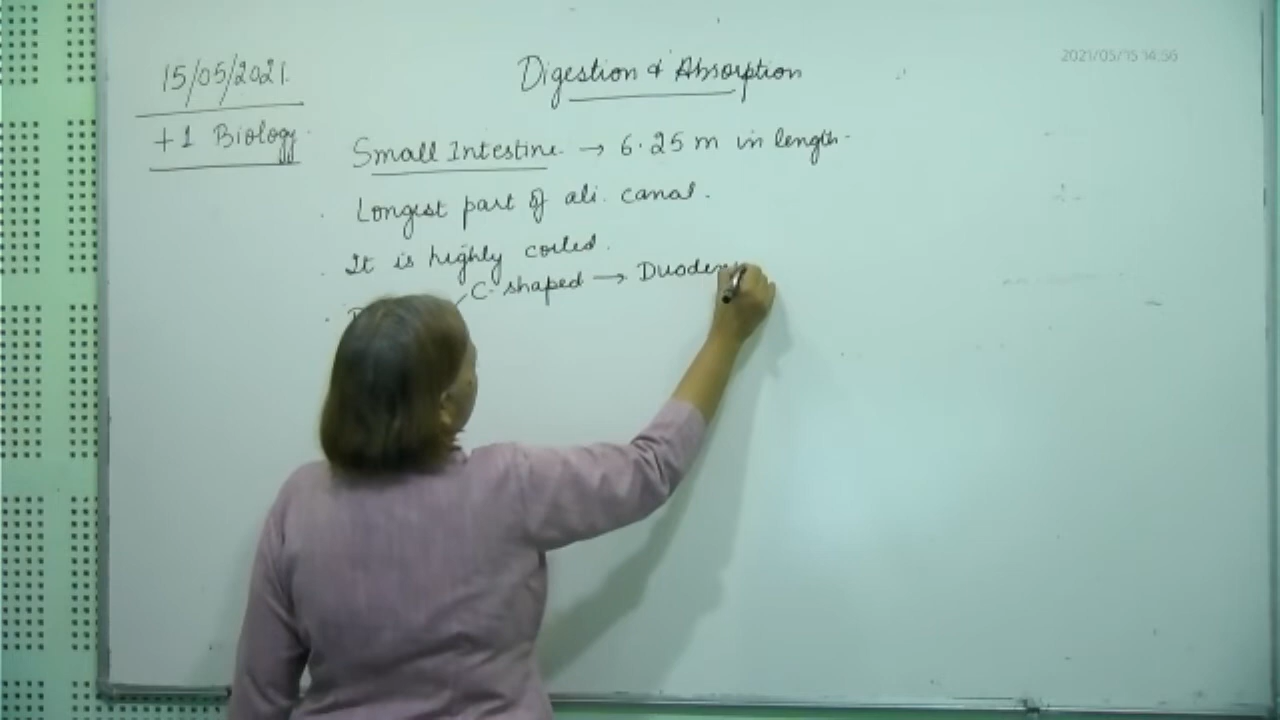 2021/05/15 14:56
15/05/2021.
+1 Biology.
Digestion & Absorption
Small Intestine → 6.25 m in length.
Longest part of ali. canal.
It is highly coiled.
C-shaped → Duoden